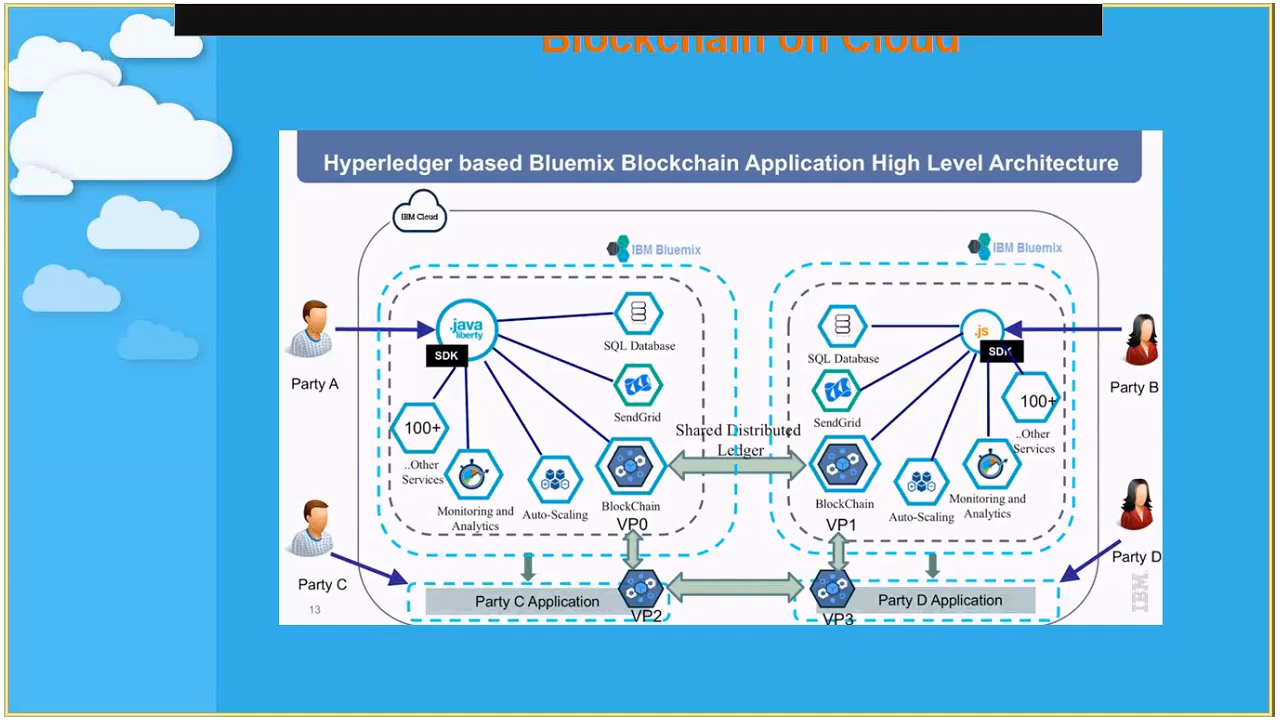 Blockchain on Cloud
Hyperledger based Bluemix Blockchain Application High Level Architecture
IBM Cloud
IBM Bluemix
IBM Bluemix
Party A
.java
liberty
SDK
SQL Database
SendGrid
100+
..Other
Services
Monitoring and
Analytics
Auto-Scaling
BlockChain
VP0
Shared Distributed
Ledger
SQL Database
SendGrid
BlockChain
VP1
.js
SDK
100+
..Other
Services
Monitoring and
Analytics
Auto-Scaling
Party B
Party C
Party C Application
VP2
VP3
Party D Application
Party D
13
IBM